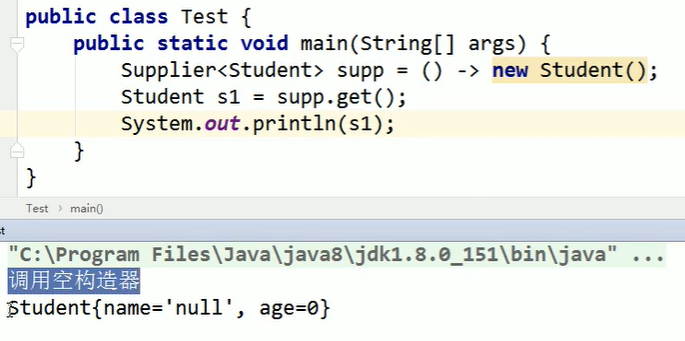 public class Test {
public static void main(String[] args) {
Supplier<Student> supp = () -> new Student();
Student s1 = supp.get();
System.out.println(s1);
}
}
Test > main()
st
"C:\Program Files\Java\java8\jdk1.8.0_151\bin\java" ...
调用空构造器
Student{name='null', age=0}